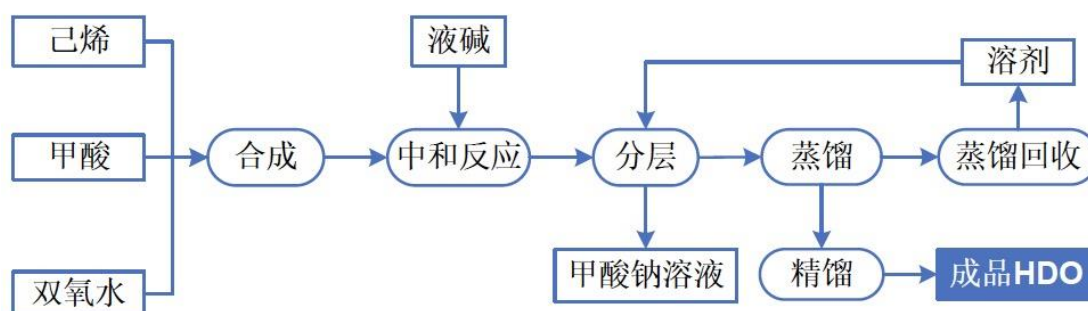 己烯
液碱
溶剂
甲酸
合成
中和反应
分层
蒸馏
蒸馏回收
双氧水
甲酸钠溶液
精馏
成品HDO